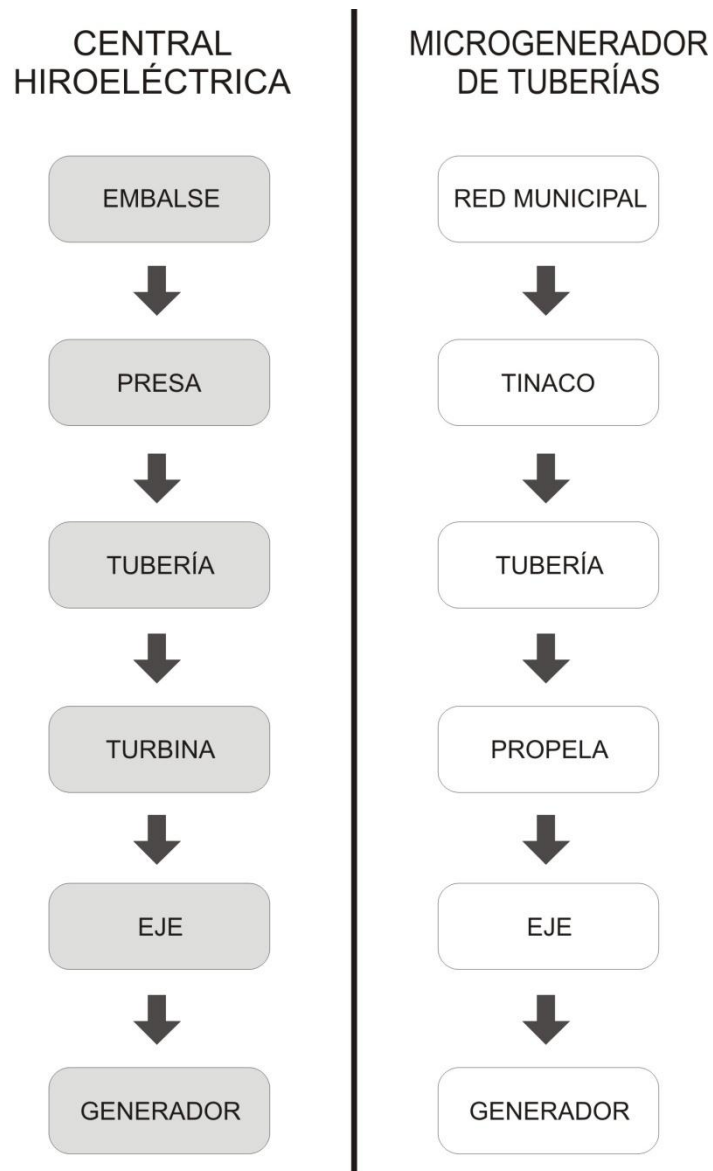 CENTRAL
HIROELÉCTRICA
EMBALSE
PRESA
TUBERÍA
TURBINA
EJE
GENERADOR
MICROGENERADOR
DE TUBERÍAS
RED MUNICIPAL
TINACO
TUBERÍA
PROPELA
EJE
GENERADOR